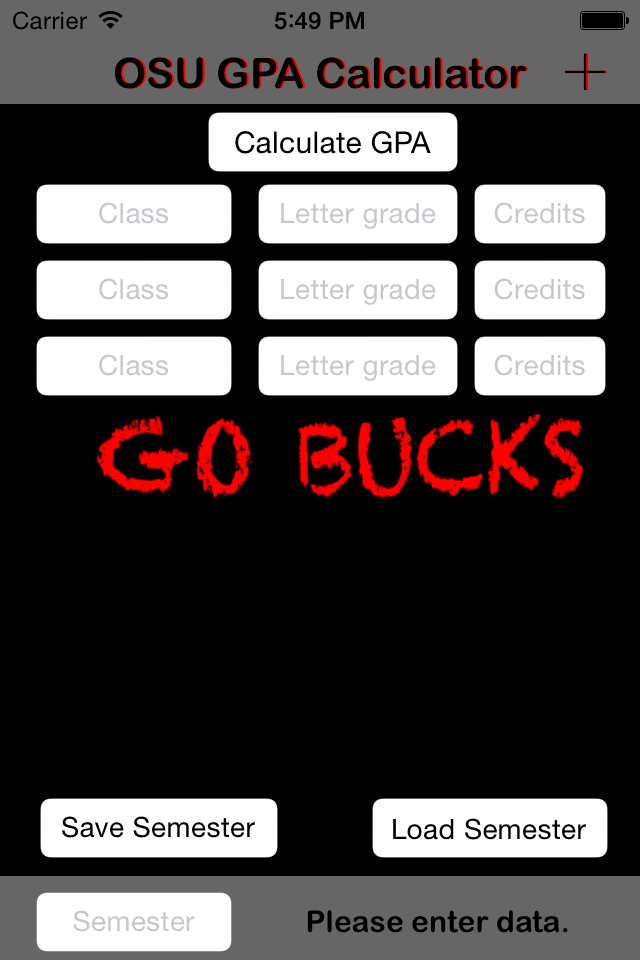 Carrier 5:49 PM
OSU GPA Calculator
Calculate GPA
Class Letter grade Credits
Class Letter grade Credits
Class Letter grade Credits
GO BUCKS
Save Semester Load Semester
Semester Please enter data.